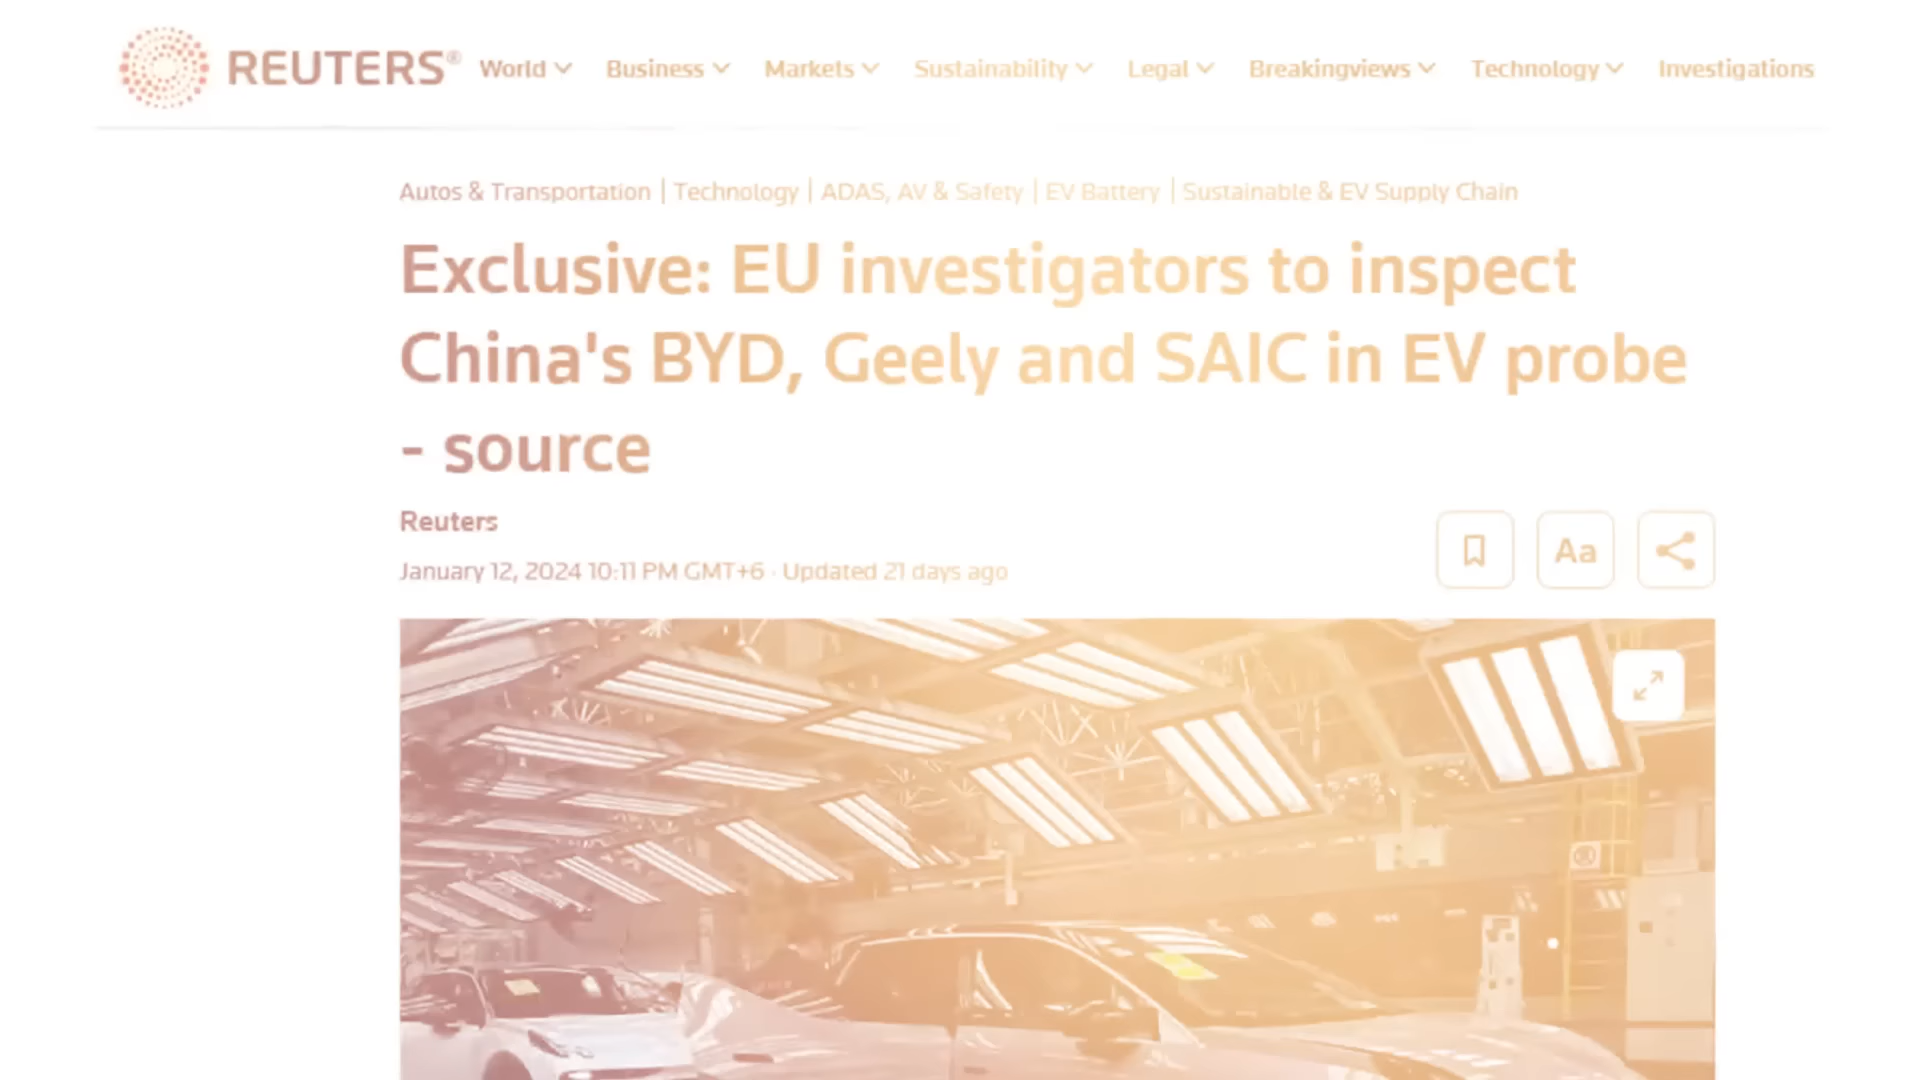 REUTERS® World Business Markets Sustainability Legal Breakingviews Technology Investigations
Autos & Transportation | Technology | ADAS, AV & Safety | EV Battery | Sustainable & EV Supply Chain
Exclusive: EU investigators to inspect
China's BYD, Geely and SAIC in EV probe
- source
Reuters
Aa
January 12, 2024 10:11 PM GMT+6 · Updated 21 days ago